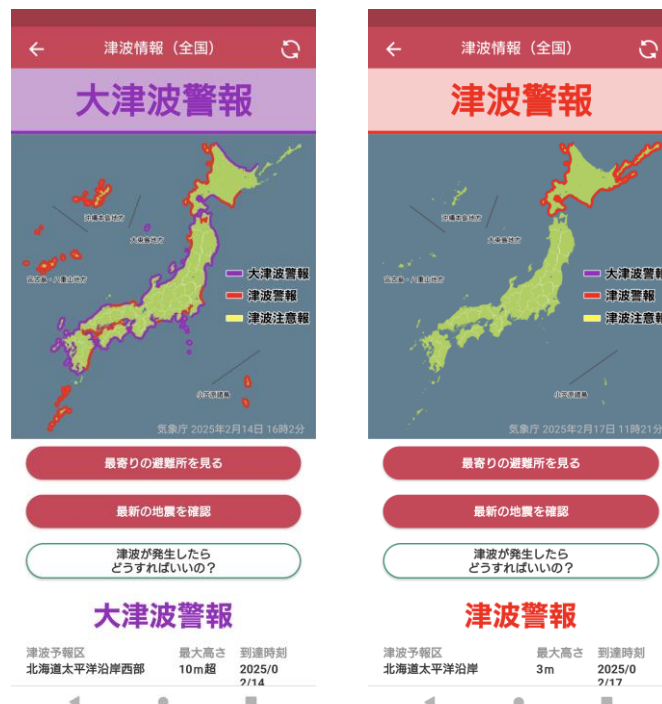 津波情報（全国）
大津波警報
沖縄本島地方
大東島地方
宮古島・八重山地方
大津波警報
津波警報
津波注意報
小笠原諸島
気象庁 2025年2月14日 16時2分
最寄りの避難所を見る
最新の地震を確認
津波が発生したら
どうすればいいの？
大津波警報
津波予報区 最大高さ 到達時刻
北海道太平洋沿岸西部 10m超 2025/0
2/14
津波情報（全国）
津波警報
沖縄本島地方
大東島地方
宮古島・八重山地方
大津波警報
津波警報
津波注意報
小笠原諸島
気象庁 2025年2月17日 11時21分
最寄りの避難所を見る
最新の地震を確認
津波が発生したら
どうすればいいの？
津波警報
津波予報区 最大高さ 到達時刻
北海道太平洋沿岸 3m 2025/0
2/17